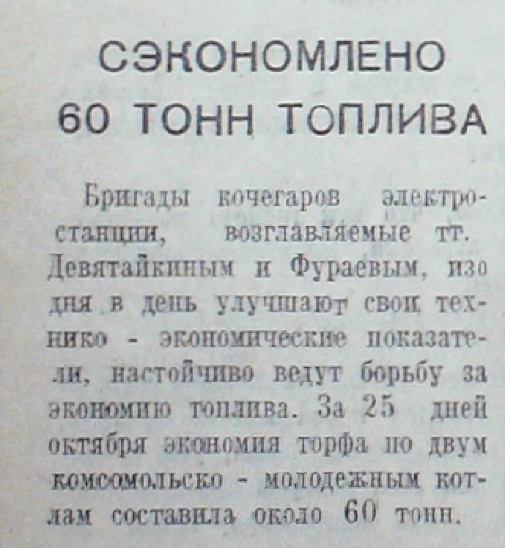 СЭКОНОМЛЕНО
60 ТОНН ТОПЛИВА
Бригады кочегаров электро-
станции, возглавляемые тт.
Девятайкиным и Фураевым, изо
дня в день улучшают свои тех-
нико - экономические показате-
ли, настойчиво ведут борьбу за
экономию топлива. За 25 дней
октября экономия торфа по двум
комсомольско - молодежным кот-
лам составила около 60 тонн.